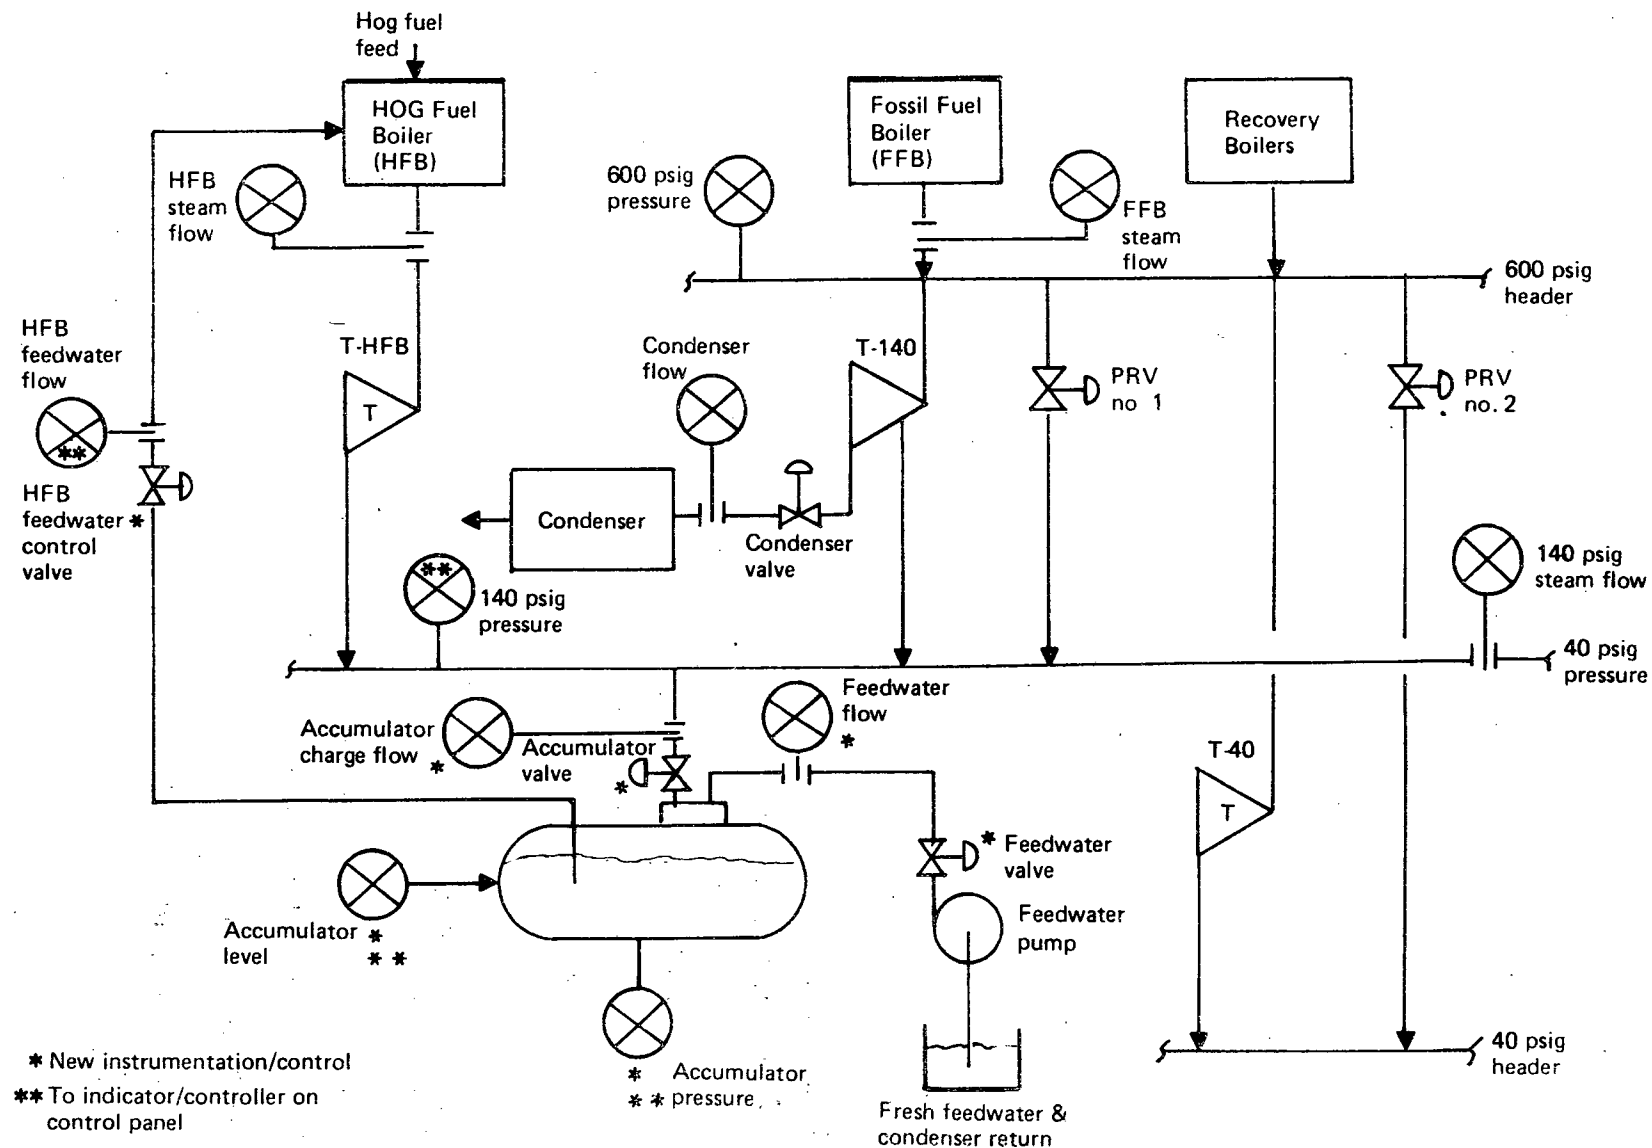 Hog fuel
feed
HOG Fuel
Boiler
(HFB)
Fossil Fuel
Boiler
(FFB)
Recovery
Boilers
HFB
steam
flow
600 psig
pressure
FFB
steam
flow
600 psig
header
HFB
feedwater
flow
**
T-HFB
T
Condenser
flow
T-140
PRV
no 1
PRV
no. 2
HFB
feedwater *
control
valve
Condenser
Condenser
valve
**
140 psig
pressure
140 psig
steam flow
40 psig
pressure
Accumulator
charge flow *
Accumulator
valve
*
Feedwater
flow
*
T-40
T
* Feedwater
valve
Feedwater
pump
Accumulator *
level * *
* Accumulator
* * pressure
Fresh feedwater &
condenser return
40 psig
header
* New instrumentation/control
** To indicator/controller on
control panel